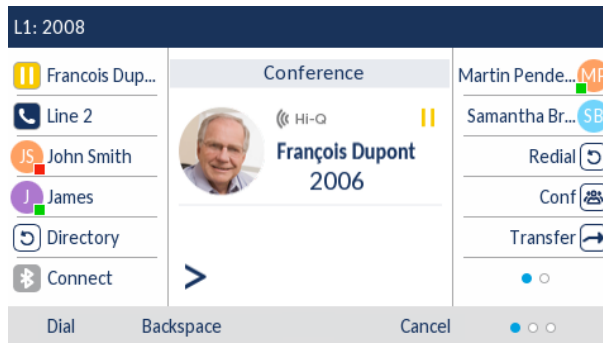 L1: 2008
Francois Dup...
Line 2
JS John Smith
J James
Directory
Connect
Conference
Hi-Q
François Dupont
2006
>
Martin Pende... MP
Samantha Br... SB
Redial
Conf
Transfer
Dial Backspace Cancel